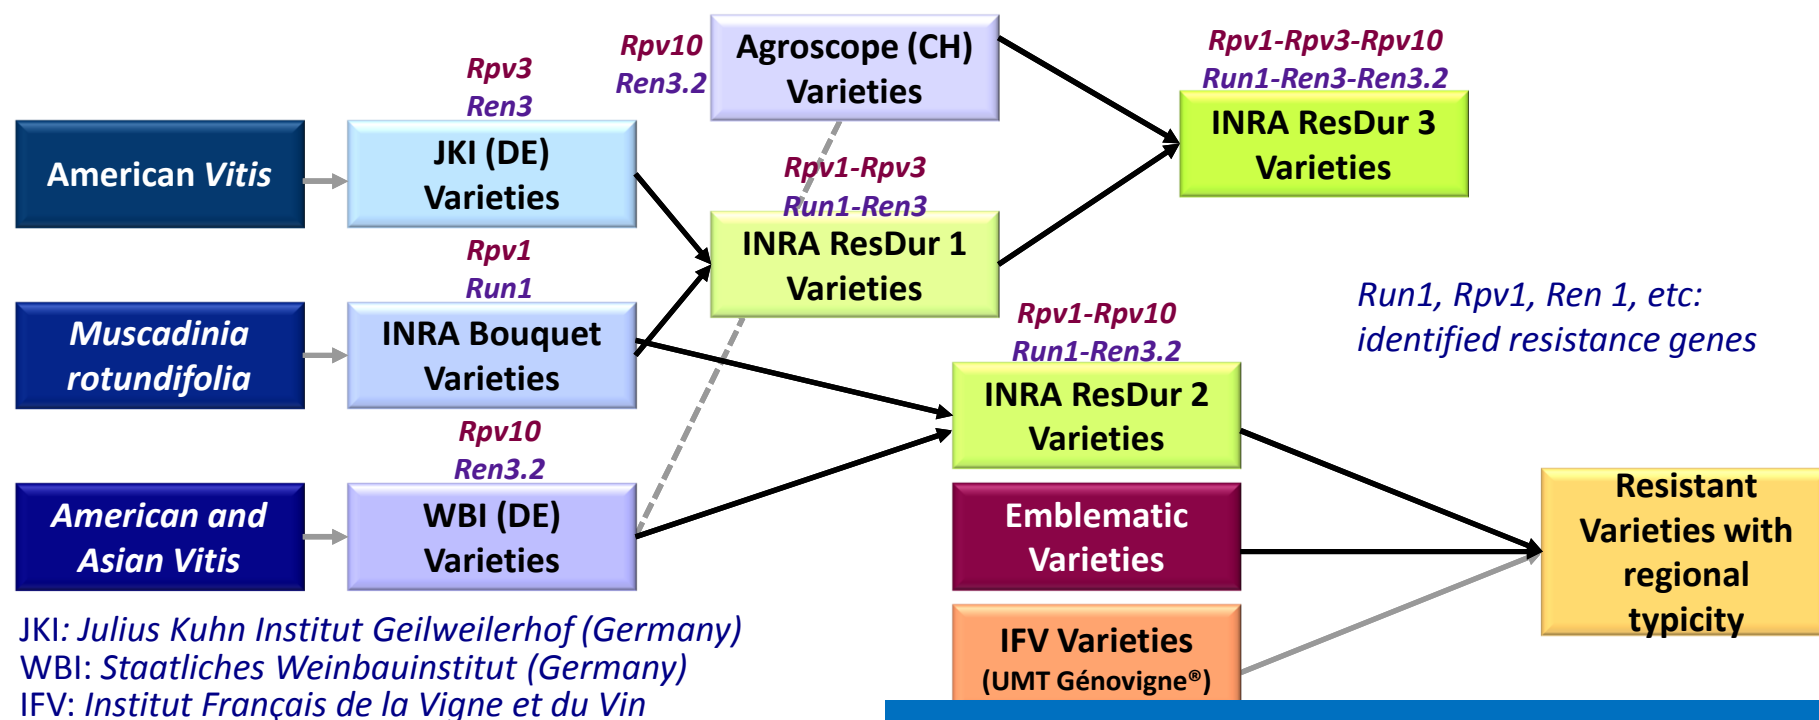 Rpv3
Ren3
Rpv10
Ren3.2
Agroscope (CH)
Varieties
Rpv1-Rpv3-Rpv10
Run1-Ren3-Ren3.2
INRA ResDur 3
Varieties
American Vitis
JKI (DE)
Varieties
Rpv1-Rpv3
Run1-Ren3
INRA ResDur 1
Varieties
Rpv1
Run1
Muscadinia
rotundifolia
INRA Bouquet
Varieties
Run1, Rpv1, Ren 1, etc:
identified resistance genes
Rpv1-Rpv10
Run1-Ren3.2
INRA ResDur 2
Varieties
Rpv10
Ren3.2
American and
Asian Vitis
WBI (DE)
Varieties
Emblematic
Varieties
Resistant
Varieties with
regional
typicity
IFV Varieties
(UMT Génovigne®)
JKI: Julius Kuhn Institut Geilweilerhof (Germany)
WBI: Staatliches Weinbauinstitut (Germany)
IFV: Institut Français de la Vigne et du Vin